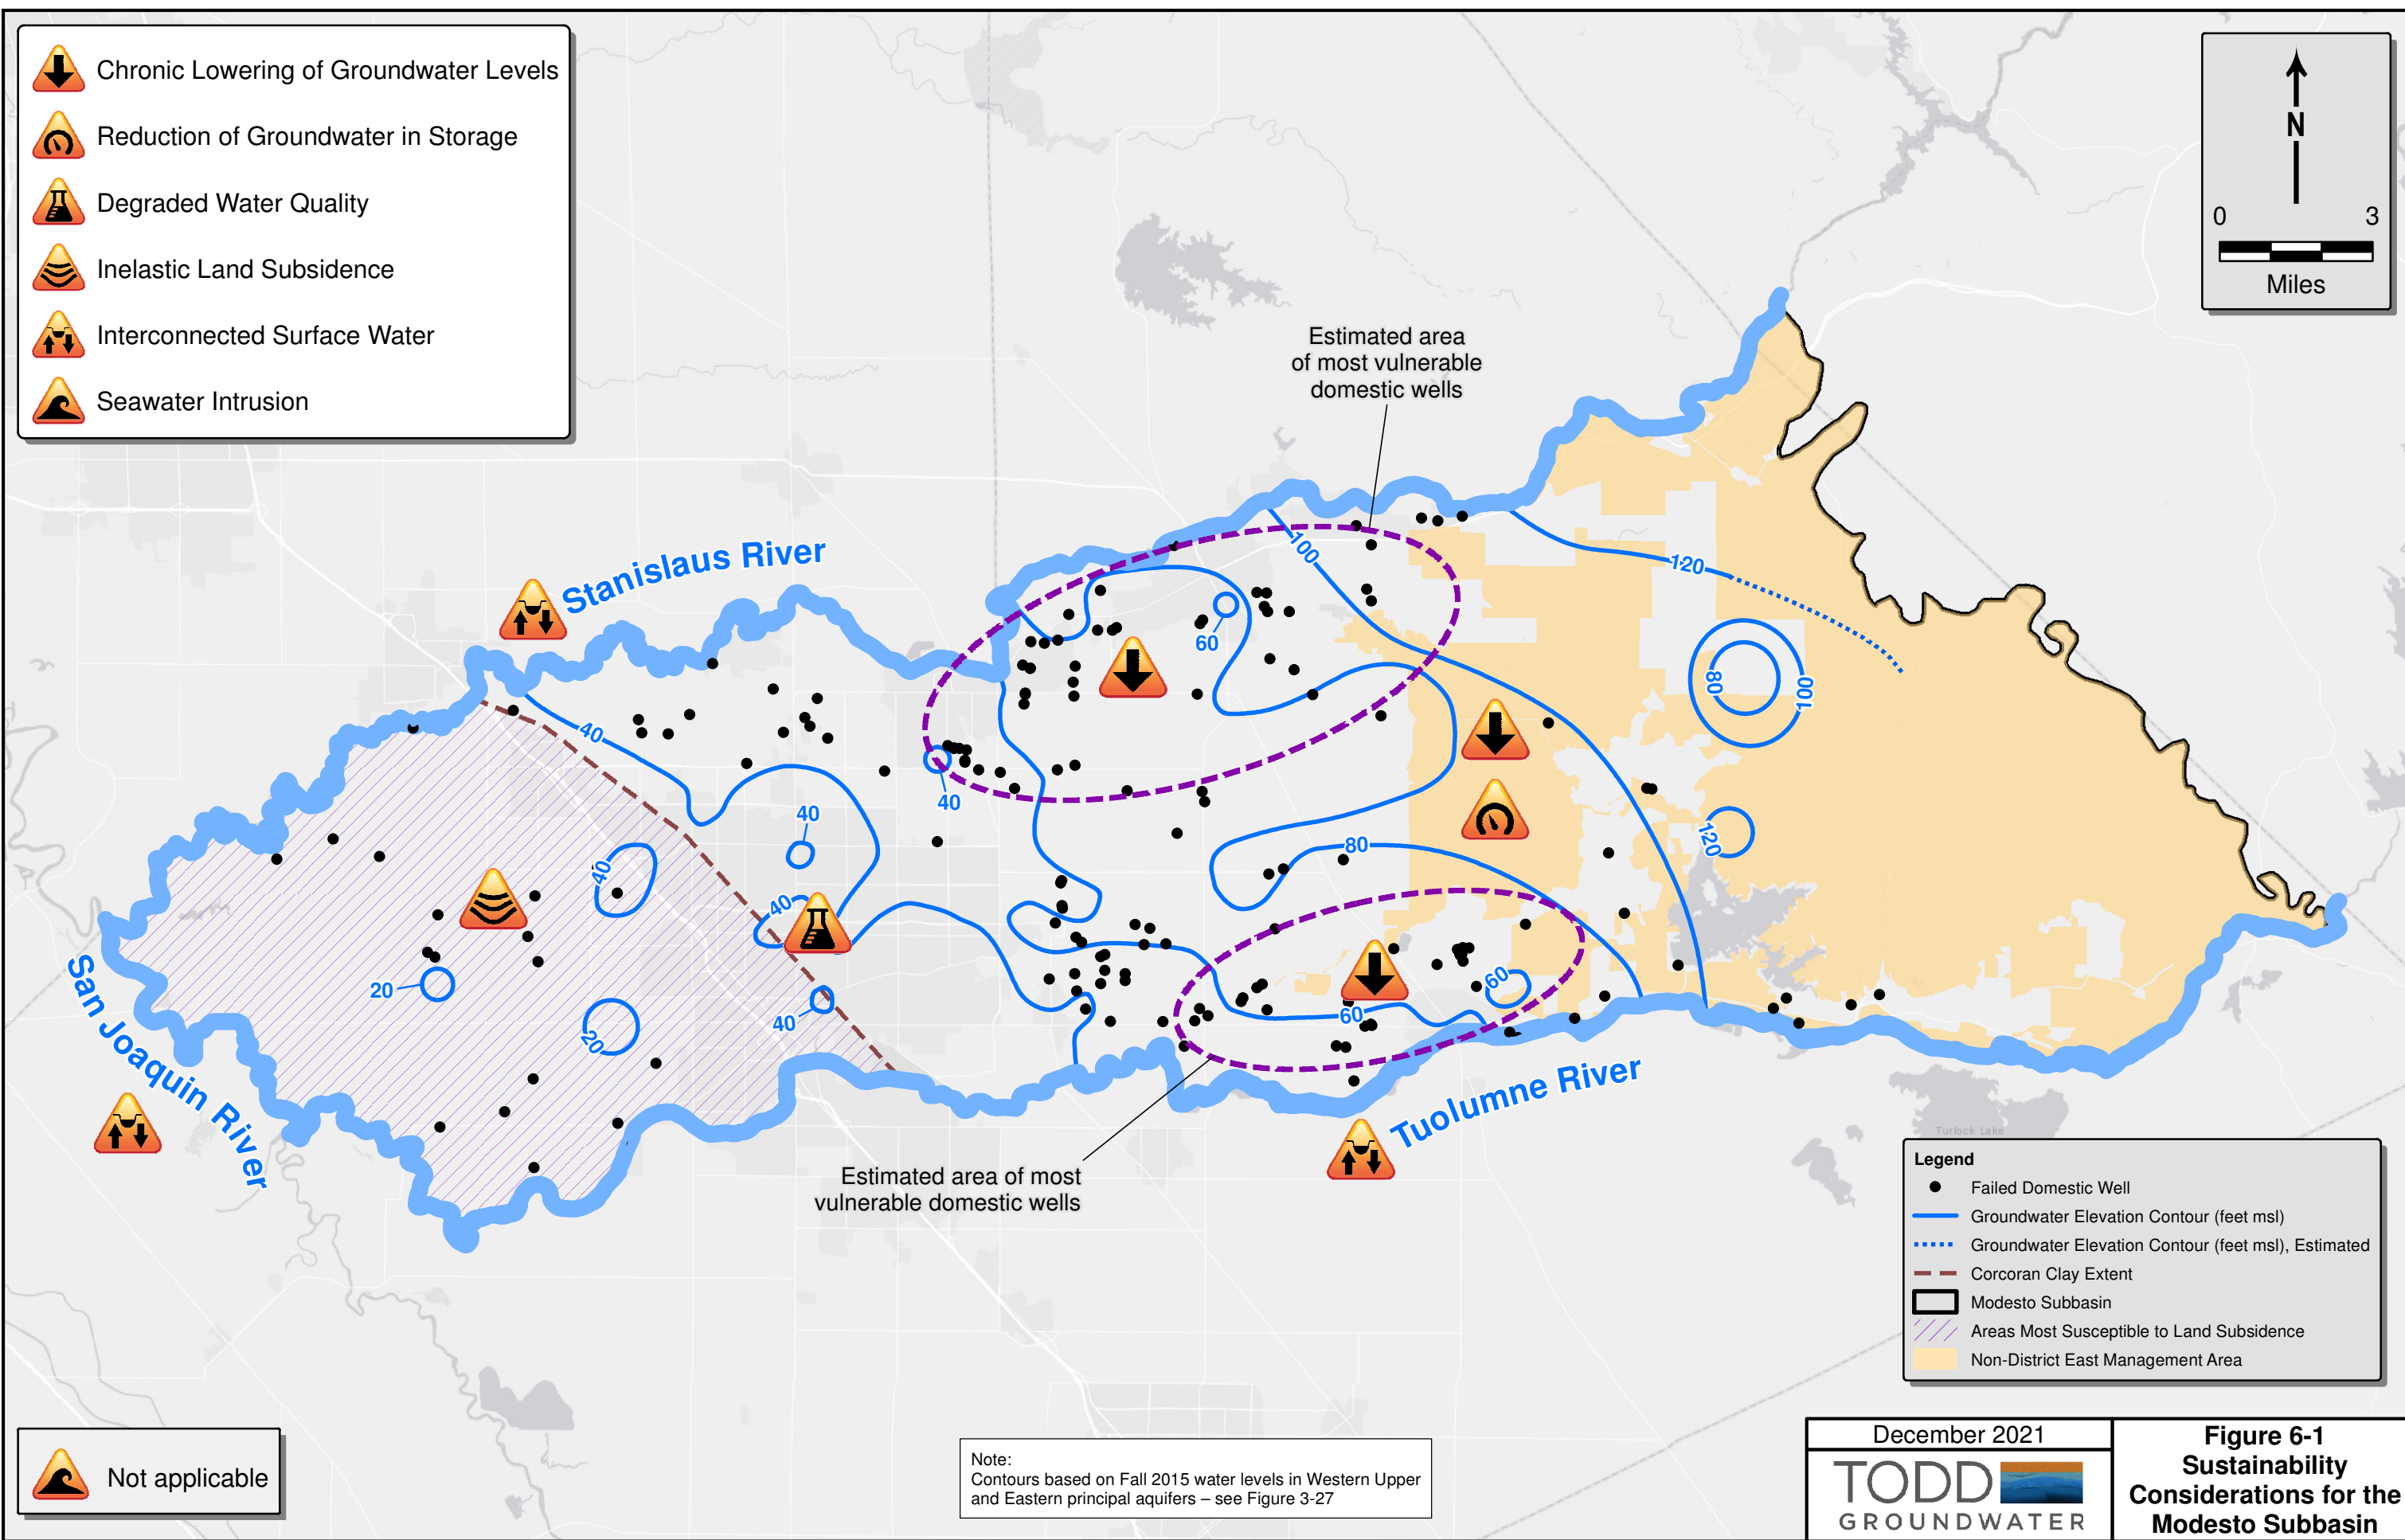 Chronic Lowering of Groundwater Levels
Reduction of Groundwater in Storage
Degraded Water Quality
Inelastic Land Subsidence
Interconnected Surface Water
Seawater Intrusion
N
0 3
Miles
Estimated area
of most vulnerable
domestic wells
Stanislaus River
100
120
60
80
100
40
40
40
120
40
80
40
20
60
40
60
20
San Joaquin River
Tuolumne River
Estimated area of most
vulnerable domestic wells
Turlock Lake
Legend
Failed Domestic Well
Groundwater Elevation Contour (feet msl)
Groundwater Elevation Contour (feet msl), Estimated
Corcoran Clay Extent
Modesto Subbasin
Areas Most Susceptible to Land Subsidence
Non-District East Management Area
Not applicable
Note:
Contours based on Fall 2015 water levels in Western Upper
and Eastern principal aquifers – see Figure 3-27
December 2021
TODD
GROUNDWATER
Figure 6-1
Sustainability
Considerations for the
Modesto Subbasin